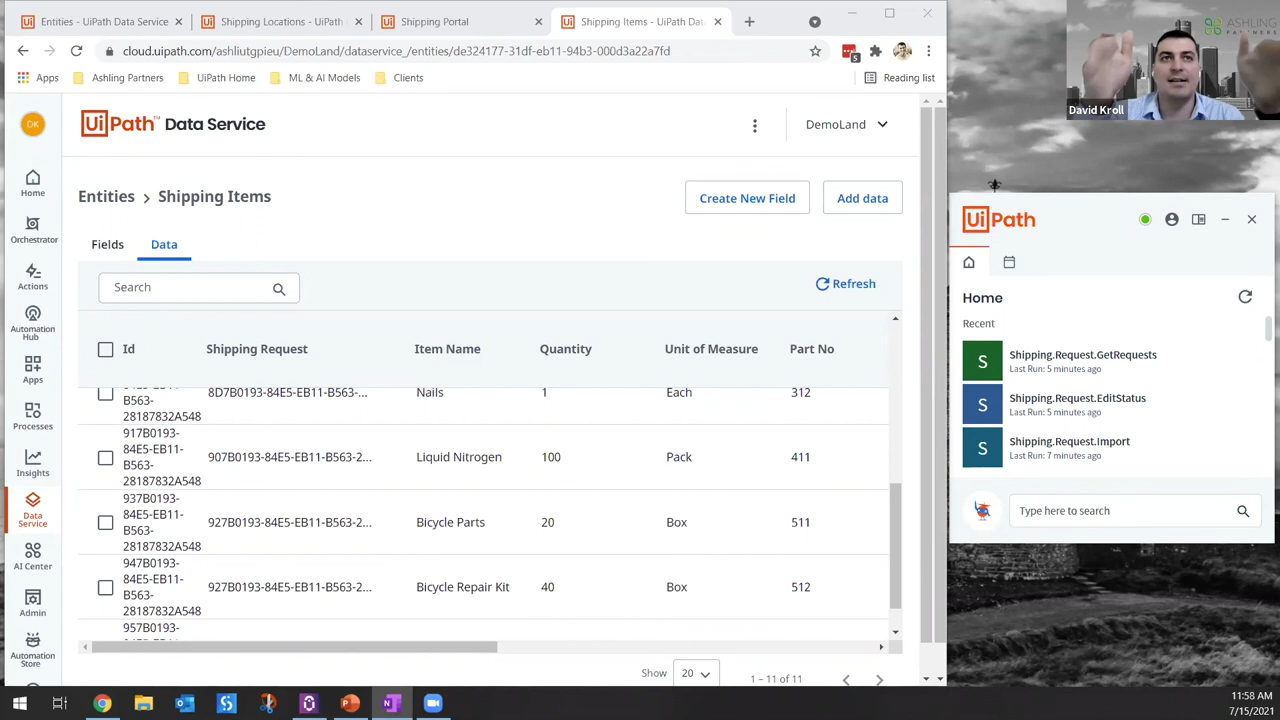 Entities - UiPath Data Service
Shipping Locations - UiPath
Shipping Portal
Shipping Items - UiPath Dat
cloud.uipath.com/ashliutgpieu/DemoLand/dataservice_/entities/de324177-31df-eb11-94b3-000d3a22a7fd
5
Apps
Ashling Partners
UiPath Home
ML & AI Models
Clients
Reading list
ASHLING
PARTNERS
David Kroll
DK
UiPath Data Service
DemoLand
Home
Orchestrator
Actions
Automation
Hub
Apps
Processes
Insights
Data
Service
AI Center
Admin
Automation
Store
Entities > Shipping Items
Create New Field
Add data
Fields
Data
Search
Refresh
Id
Shipping Request
Item Name
Quantity
Unit of Measure
Part No
B563-
28187832A548
8D7B0193-84E5-EB11-B563-...
Nails
1
Each
312
917B0193-
84E5-EB11-
B563-
28187832A548
907B0193-84E5-EB11-B563-2...
Liquid Nitrogen
100
Pack
411
937B0193-
84E5-EB11-
B563-
28187832A548
927B0193-84E5-EB11-B563-2...
Bicycle Parts
20
Box
511
947B0193-
84E5-EB11-
B563-
28187832A548
927B0193-84E5-EB11-B563-2...
Bicycle Repair Kit
40
Box
512
957B0193-
Show
20
1 – 11 of 11
UiPath
Home
Recent
S
Shipping.Request.GetRequests
Last Run: 5 minutes ago
S
Shipping.Request.EditStatus
Last Run: 5 minutes ago
S
Shipping.Request.Import
Last Run: 7 minutes ago
Type here to search
11:58 AM
7/15/2021